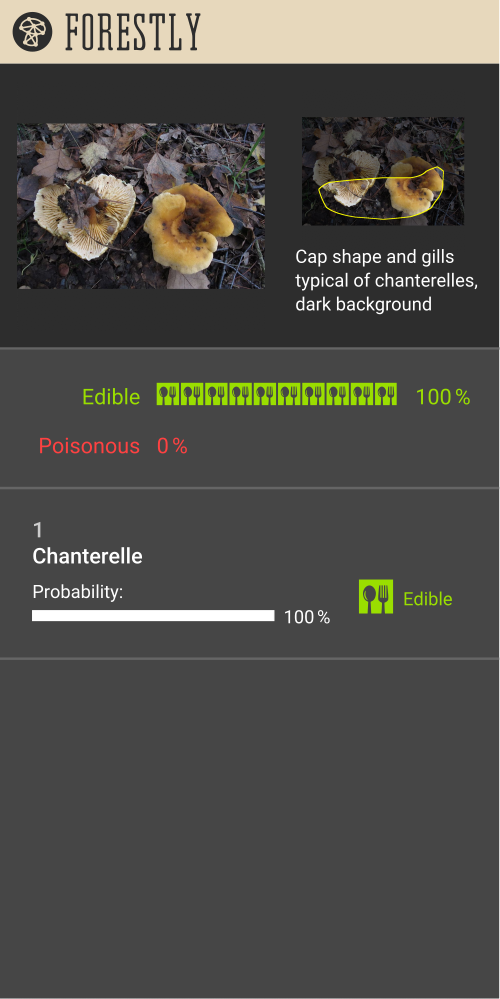 FORESTLY
Cap shape and gills
typical of chanterelles,
dark background
Edible 100 %
Poisonous 0 %
1
Chanterelle
Probability:
100 %
Edible